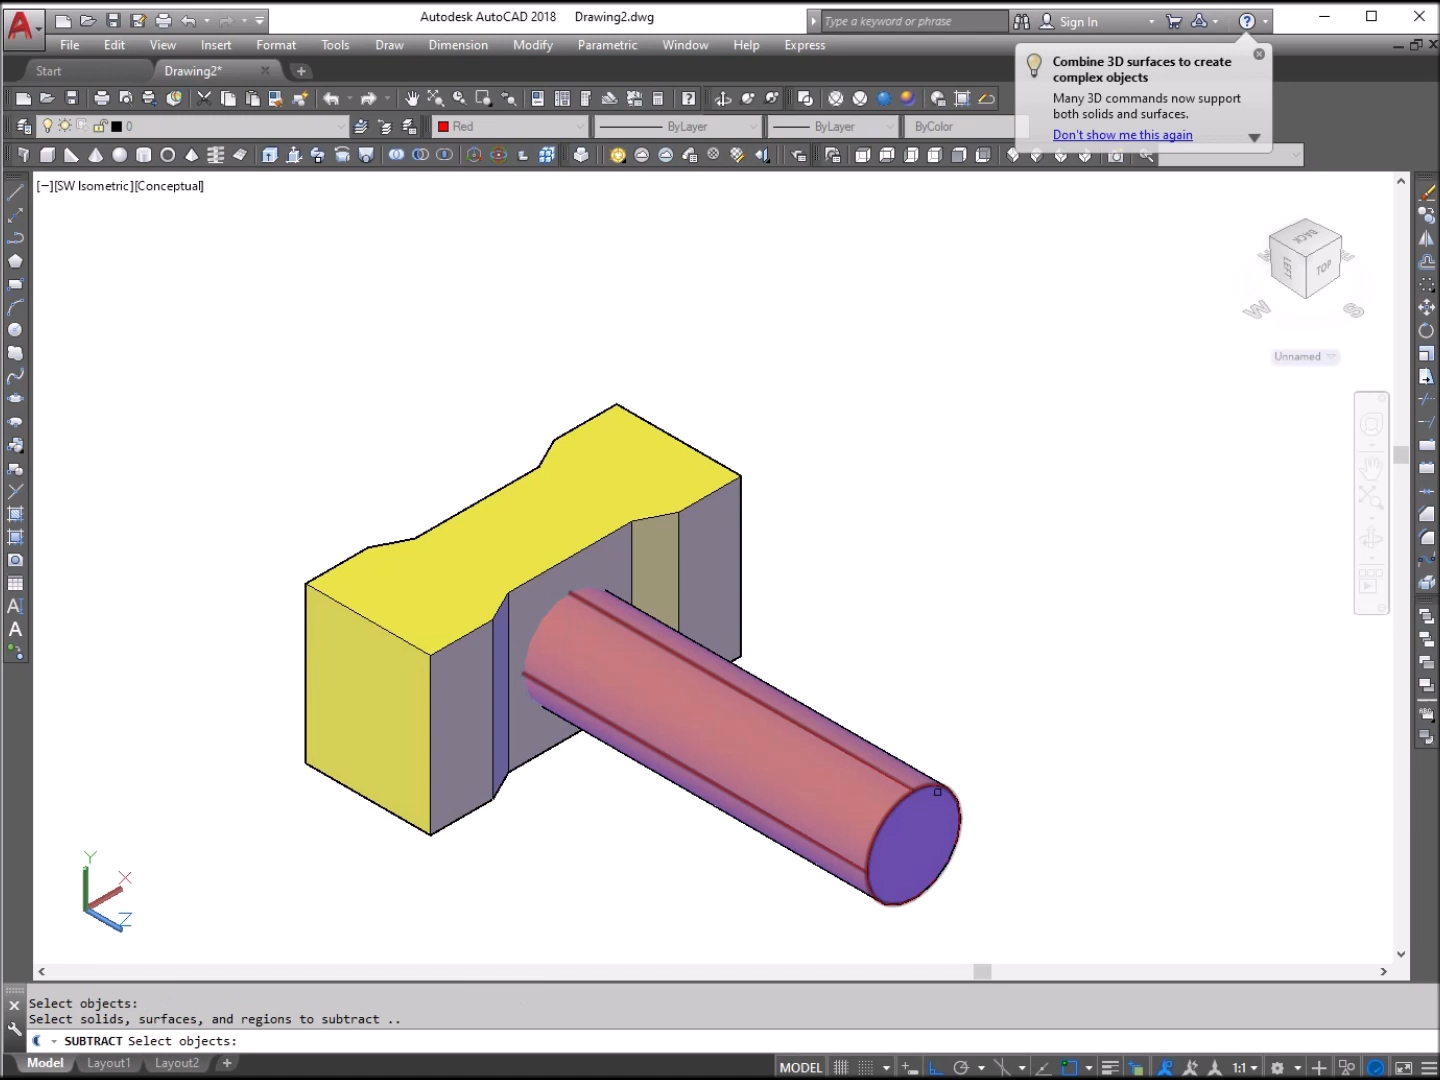 Autodesk AutoCAD 2018 Drawing2.dwg
Type a keyword or phrase
Sign In
File Edit View Insert Format Tools Draw Dimension Modify Parametric Window Help Express
Start Drawing2*
Combine 3D surfaces to create
complex objects
Many 3D commands now support
both solids and surfaces.
Don't show me this again
0 Red ByLayer ByLayer ByColor
[−][SW Isometric][Conceptual]
BACK
LEFT TOP
W S
Unnamed
Y
X
Z
Select objects:
Select solids, surfaces, and regions to subtract ..
SUBTRACT Select objects:
Model Layout1 Layout2 +
MODEL 1:1